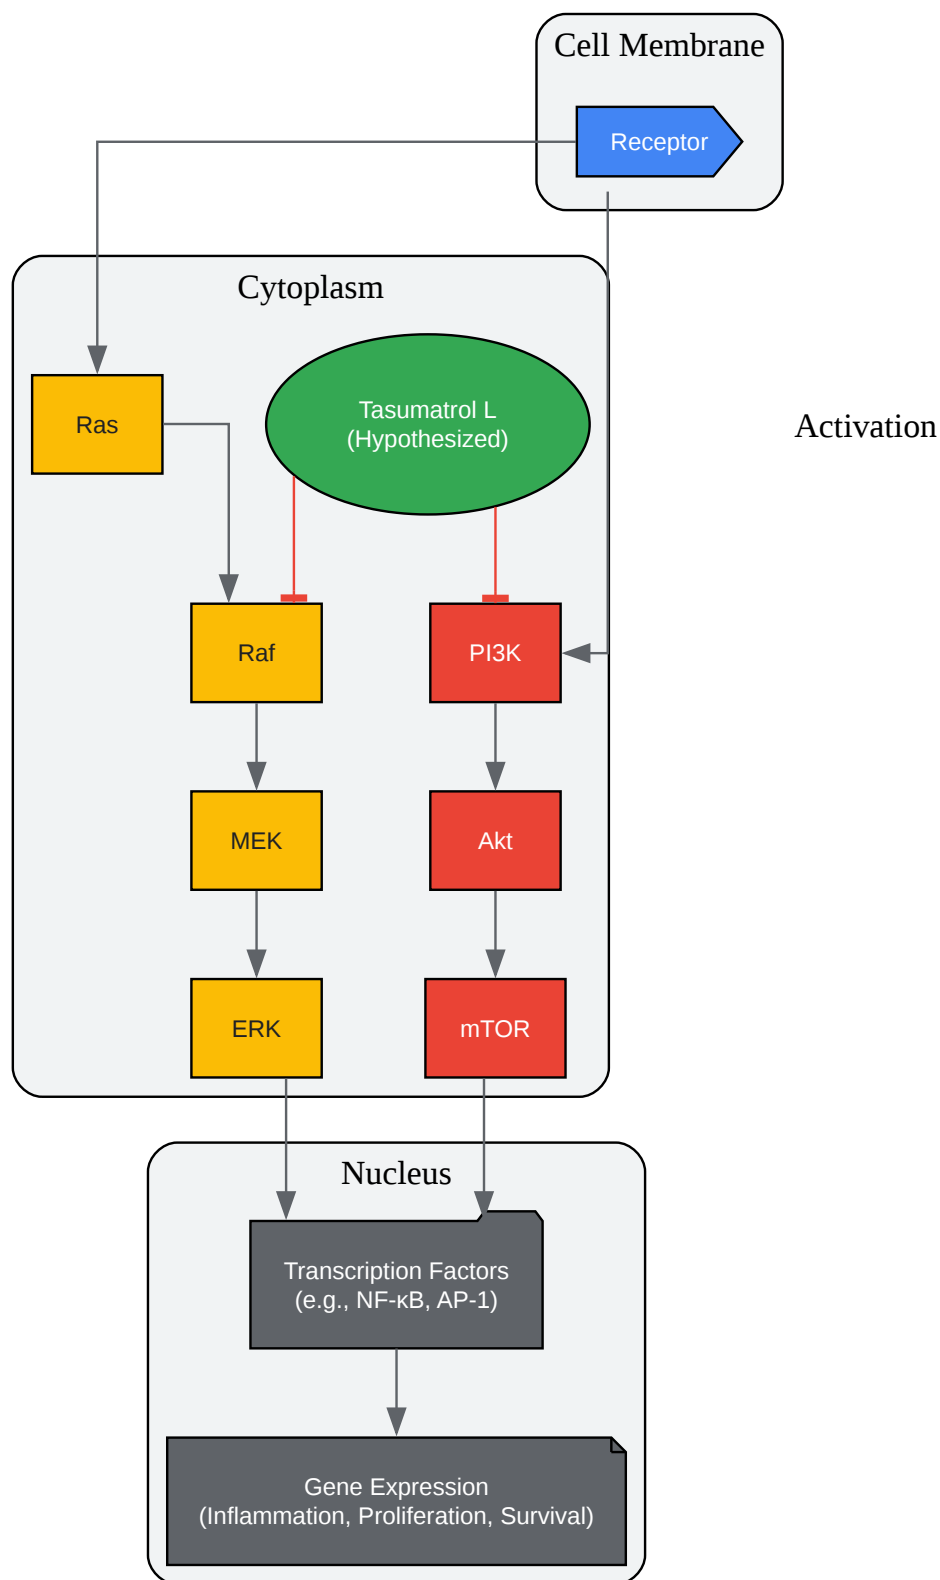 Cell Membrane
Receptor
Cytoplasm
Ras
Tasumatrol L
(Hypothesized)
Activation
Raf
PI3K
MEK
Akt
ERK
mTOR
Nucleus
Transcription Factors
(e.g., NF-κB, AP-1)
Gene Expression
(Inflammation, Proliferation, Survival)